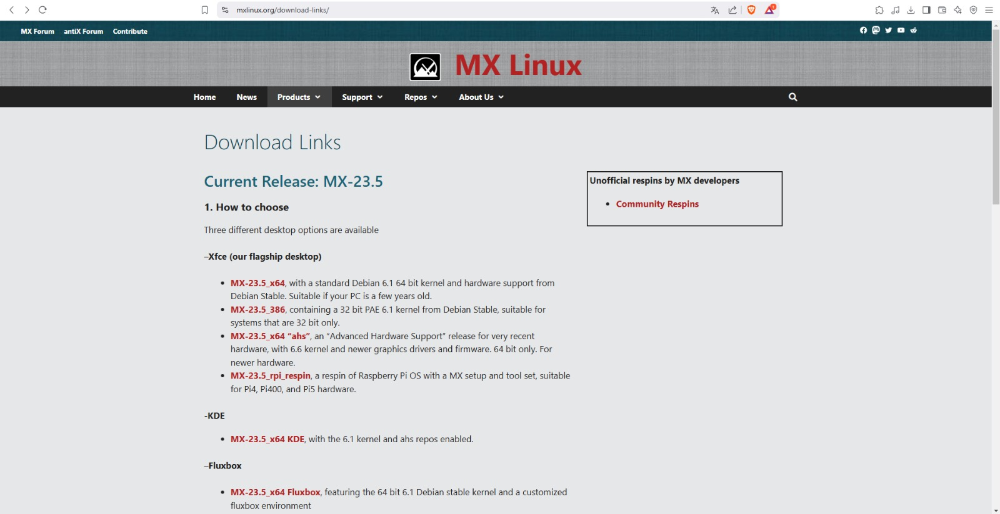 mxlinux.org/download-links/
1
MX Forum antiX Forum Contribute
MX Linux
Home News Products Support Repos About Us
Download Links
Current Release: MX-23.5
1. How to choose
Three different desktop options are available
–Xfce (our flagship desktop)
• MX-23.5_x64, with a standard Debian 6.1 64 bit kernel and hardware support from
Debian Stable. Suitable if your PC is a few years old.
• MX-23.5_386, containing a 32 bit PAE 6.1 kernel from Debian Stable, suitable for
systems that are 32 bit only.
• MX-23.5_x64 “ahs”, an “Advanced Hardware Support” release for very recent
hardware, with 6.6 kernel and newer graphics drivers and firmware. 64 bit only. For
newer hardware.
• MX-23.5_rpi_respin, a respin of Raspberry Pi OS with a MX setup and tool set, suitable
for Pi4, Pi400, and Pi5 hardware.
-KDE
• MX-23.5_x64 KDE, with the 6.1 kernel and ahs repos enabled.
–Fluxbox
• MX-23.5_x64 Fluxbox, featuring the 64 bit 6.1 Debian stable kernel and a customized
fluxbox environment
Unofficial respins by MX developers
• Community Respins